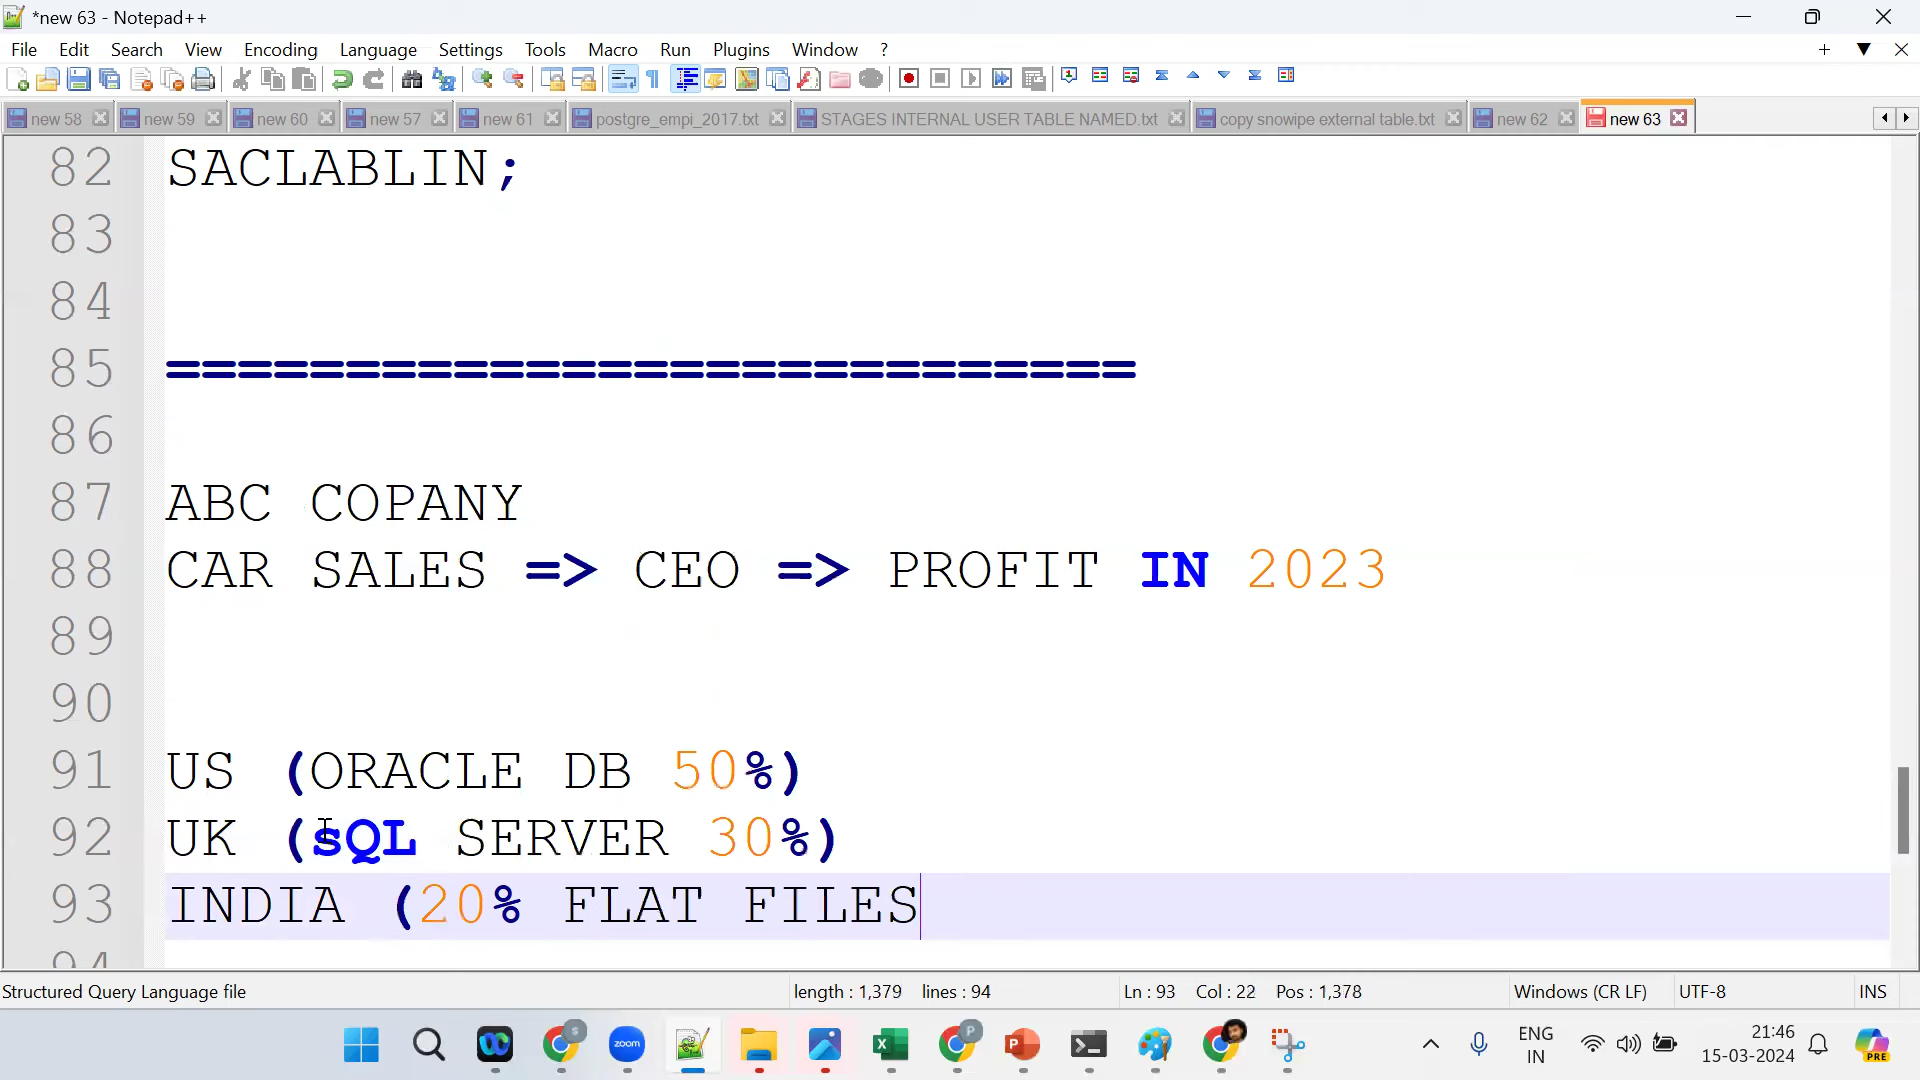 *new 63 - Notepad++
File Edit Search View Encoding Language Settings Tools Macro Run Plugins Window ?
new 58 new 59 new 60 new 57 new 61 postgre_empi_2017.txt STAGES INTERNAL USER TABLE NAMED.txt copy snowipe external table.txt new 62 new 63
82 SACLABLIN;
83
84
85 ===========================
86
87 ABC COPANY
88 CAR SALES => CEO => PROFIT IN 2023
89
90
91 US (ORACLE DB 50%)
92 UK (sQL SERVER 30%)
93 INDIA (20% FLAT FILES
94
Structured Query Language file length : 1,379 lines : 94 Ln : 93 Col : 22 Pos : 1,378 Windows (CR LF) UTF-8 INS
zoom
S
P
PRE
ENG
IN
21:46
15-03-2024